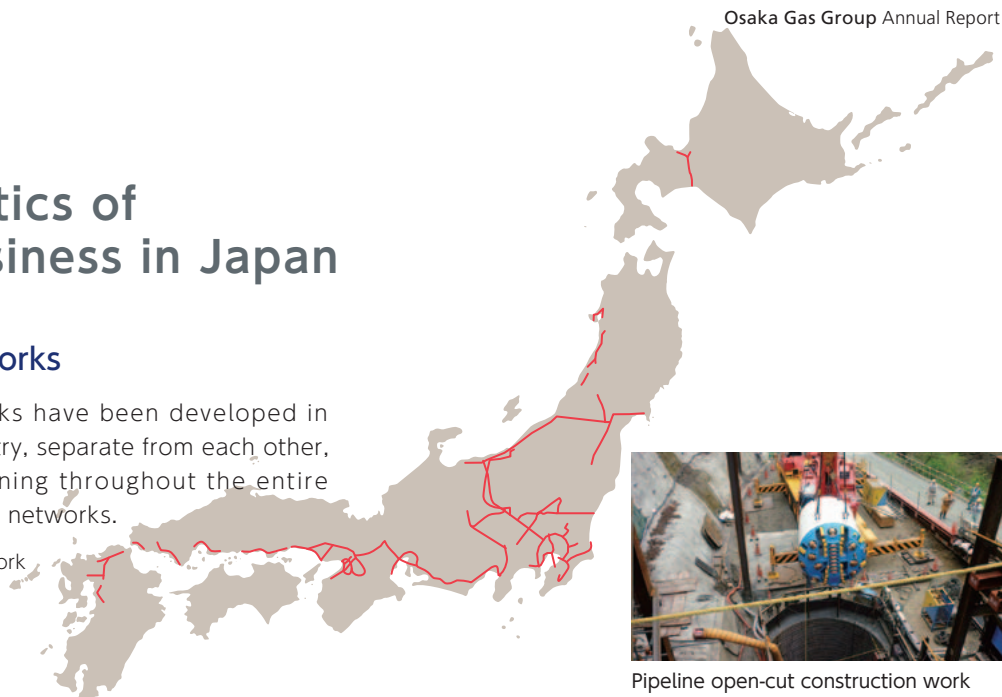 Osaka Gas Group Annual Report
tics of
siness in Japan
orks
ks have been developed in
try, separate from each other,
ning throughout the entire
networks.
ork
Pipeline open-cut construction work